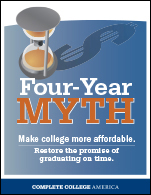 Four-Year
MYTH
Make college more affordable.
Restore the promise of
graduating on time.
COMPLETE COLLEGE AMERICA